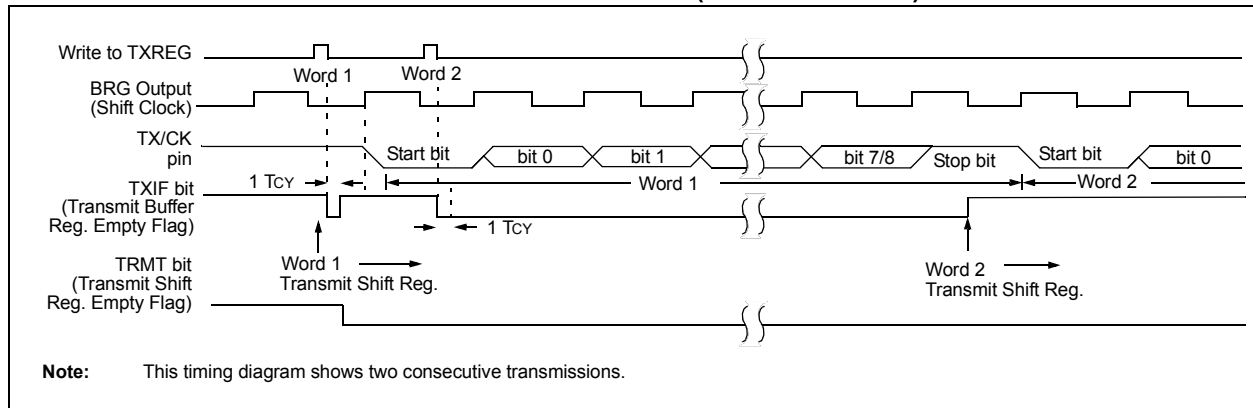 Write to TXREG
Word 1
Word 2
BRG Output
(Shift Clock)
TX/CK
pin
Start bit
bit 0
bit 1
bit 7/8
Stop bit
Start bit
bit 0
1 TCY
Word 1
Word 2
TXIF bit
(Transmit Buffer
Reg. Empty Flag)
1 TCY
Word 1
Transmit Shift Reg.
Word 2
Transmit Shift Reg.
TRMT bit
(Transmit Shift
Reg. Empty Flag)
Note: This timing diagram shows two consecutive transmissions.